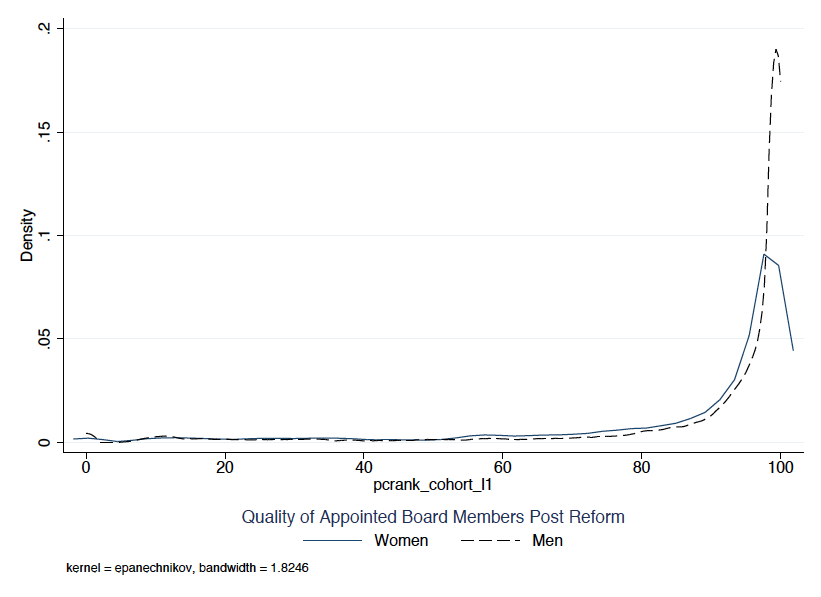 .2
.15
.1
.05
0
Density
0 20 40 60 80 100
pcrank_cohort_l1
Quality of Appointed Board Members Post Reform
Women Men
kernel = epanechnikov, bandwidth = 1.8246